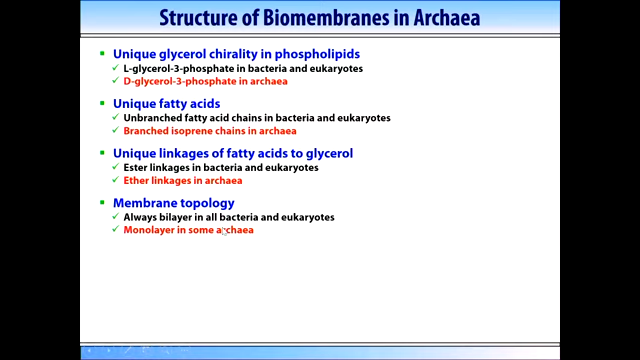 Structure of Biomembranes in Archaea
Unique glycerol chirality in phospholipids
L-glycerol-3-phosphate in bacteria and eukaryotes
D-glycerol-3-phosphate in archaea
Unique fatty acids
Unbranched fatty acid chains in bacteria and eukaryotes
Branched isoprene chains in archaea
Unique linkages of fatty acids to glycerol
Ester linkages in bacteria and eukaryotes
Ether linkages in archaea
Membrane topology
Always bilayer in all bacteria and eukaryotes
Monolayer in some archaea